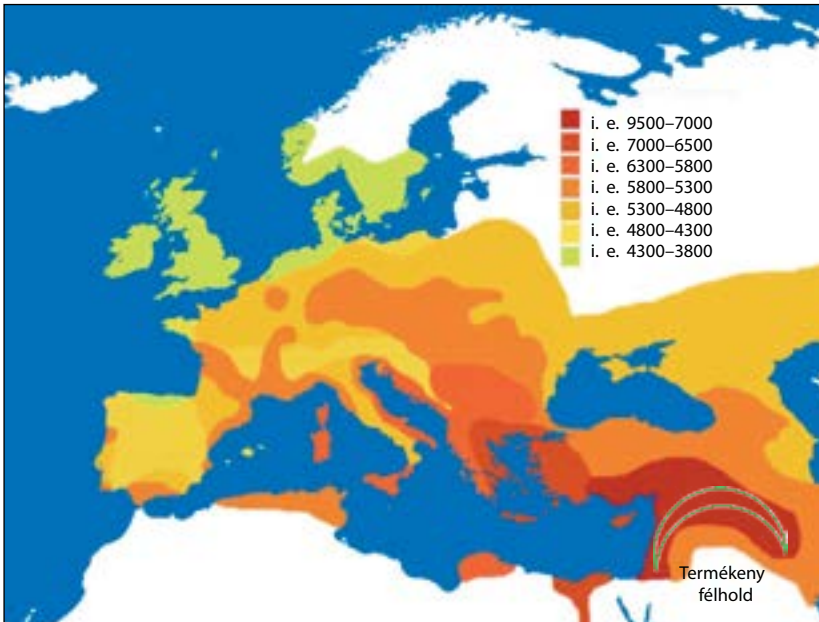 i. e. 9500–7000
i. e. 7000–6500
i. e. 6300–5800
i. e. 5800–5300
i. e. 5300–4800
i. e. 4800–4300
i. e. 4300–3800
Termékeny
félhold